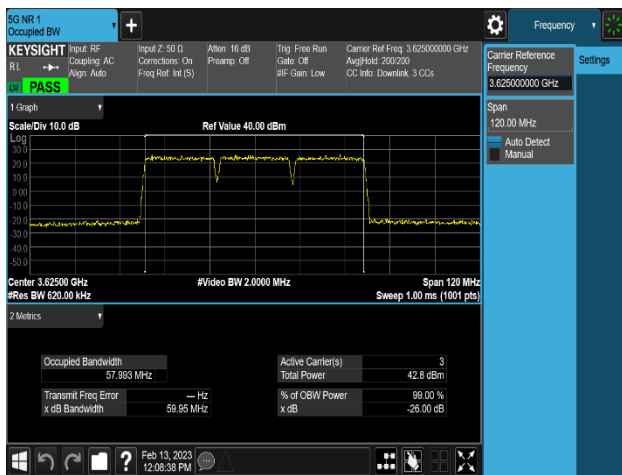 5G NR 1
Occupied BW
+
Frequency
KEYSIGHT
R L
PASS
Input: RF
Coupling: AC
Align: Auto
Input Z: 50 Ω
Corrections: On
Freq Ref: Int (S)
Atten: 16 dB
Preamp: Off
Trig: Free Run
Gate: Off
#IF Gain: Low
Carrier Ref Freq: 3.625000000 GHz
Avg|Hold: 200/200
CC Info: Downlink, 3 CCs
Carrier Reference
Frequency
3.625000000 GHz
Span
120.00 MHz
Auto Detect
Manual
Settings
1 Graph
Scale/Div 10.0 dB
Ref Value 40.00 dBm
Log
30.0
20.0
10.0
0.00
-10.0
-20.0
-30.0
-40.0
-50.0
Center 3.62500 GHz
#Video BW 2.0000 MHz
Span 120 MHz
#Res BW 620.00 kHz
Sweep 1.00 ms (1001 pts)
2 Metrics
Occupied Bandwidth
57.993 MHz
Active Carrier(s) 3
Total Power 42.8 dBm
Transmit Freq Error --- Hz
x dB Bandwidth 59.95 MHz
% of OBW Power 99.00 %
x dB -26.00 dB
?
Feb 13, 2023
12:08:38 PM